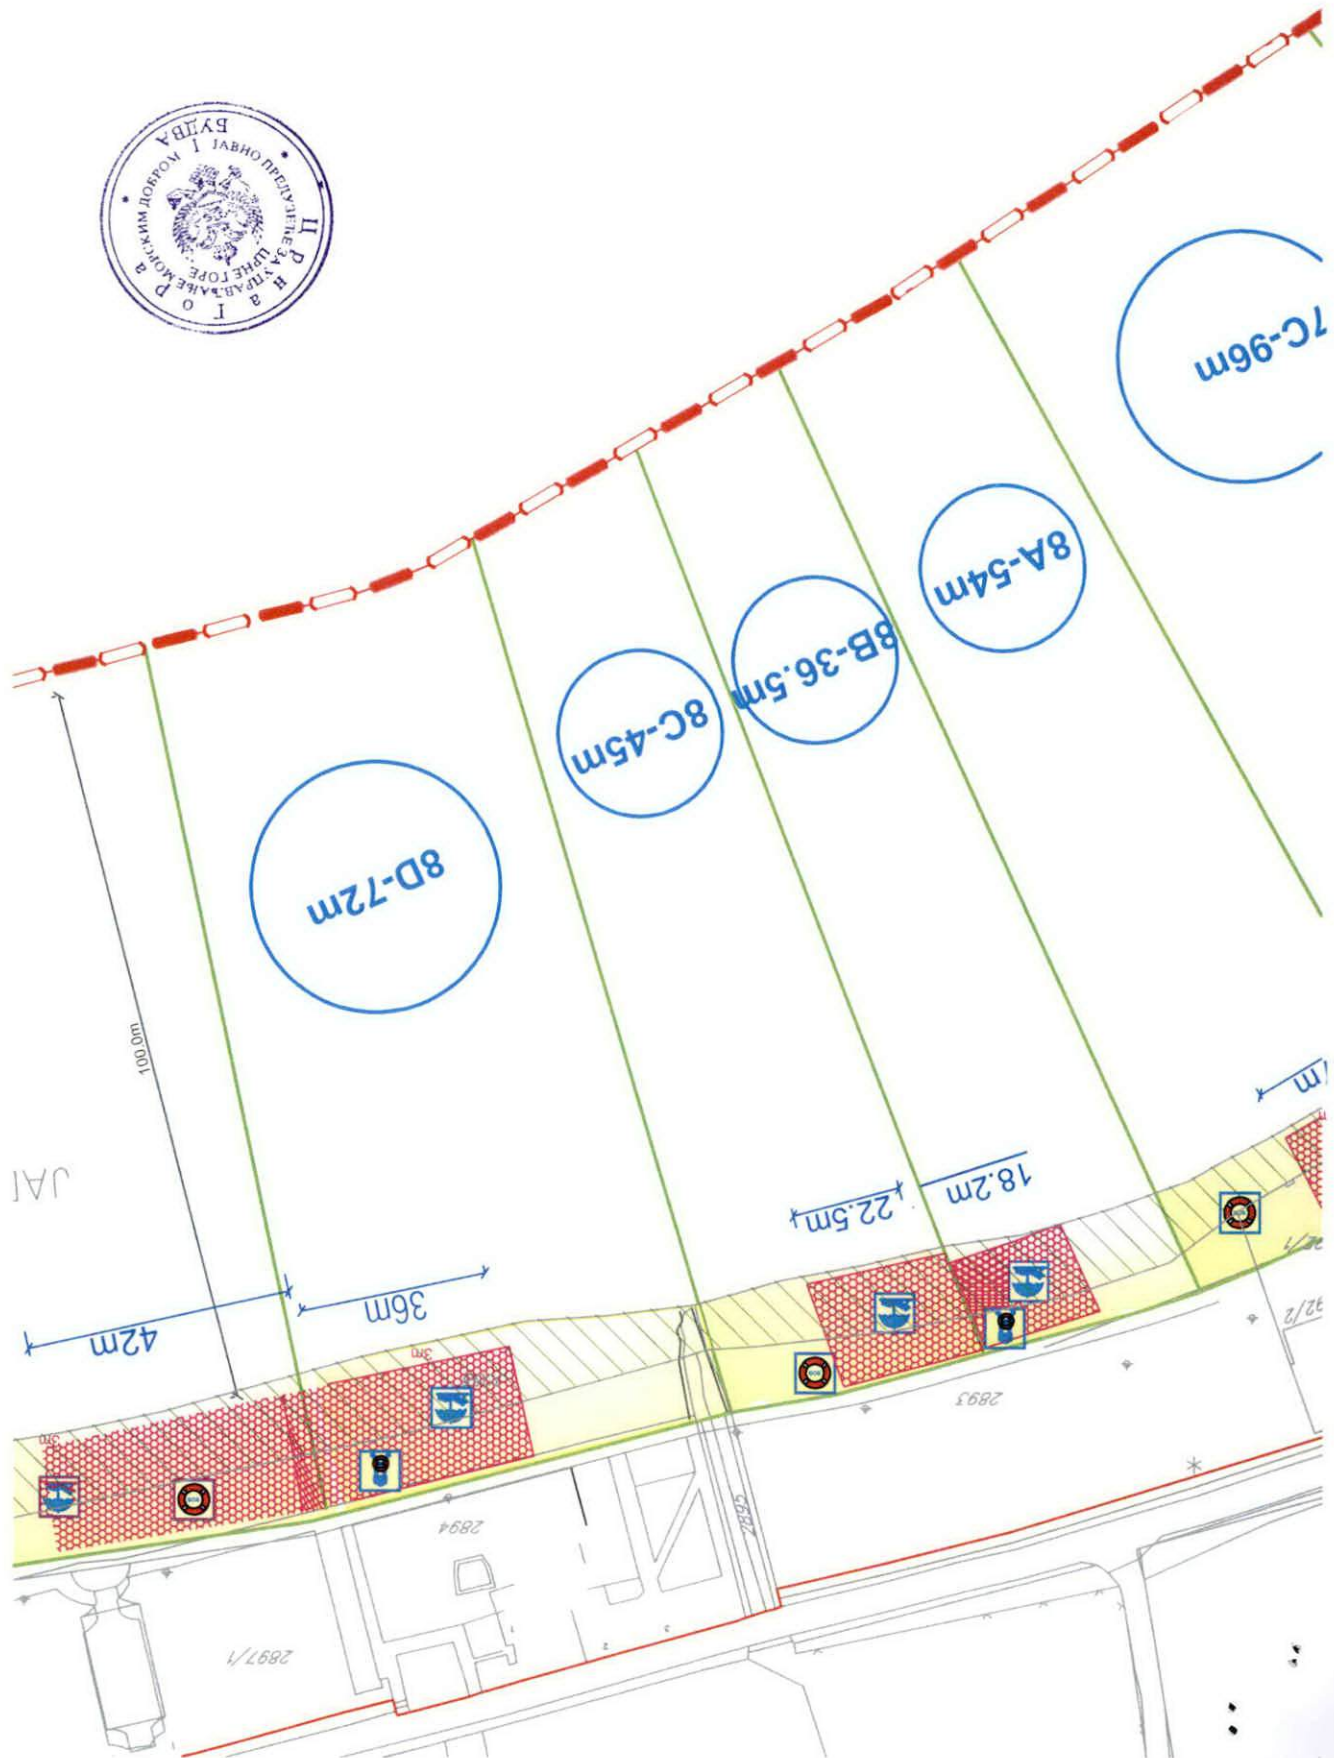 Црна Гора
ЈАВНО ПРЕДУЗЕЋЕ ЗА УПРАВЉАЊЕ МОРСКИМ ДОБРОМ
ЦРНЕ ГОРЕ
I
БУДВА
7C-96m
8A-54m
8B-36.5m
8C-45m
8D-72m
100.0m
18.2m
22.5m
36m
42m
2893
2894
2897/1